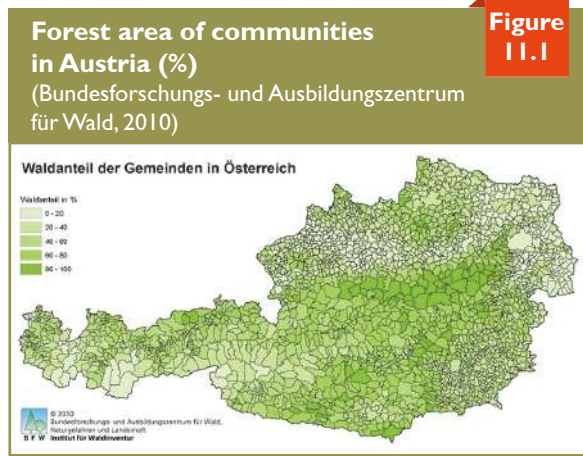 Figure
11.1
Forest area of communities
in Austria (%)
(Bundesforschungs- und Ausbildungszentrum
für Wald, 2010)
Waldanteil der Gemeinden in Österreich
Waldanteil in %
0 - 20
20 - 40
40 - 60
60 - 80
80 - 100
© 2010
Bundesforschungs- und Ausbildungszentrum für Wald,
Naturgefahren und Landschaft
BFW Institut für Waldinventur